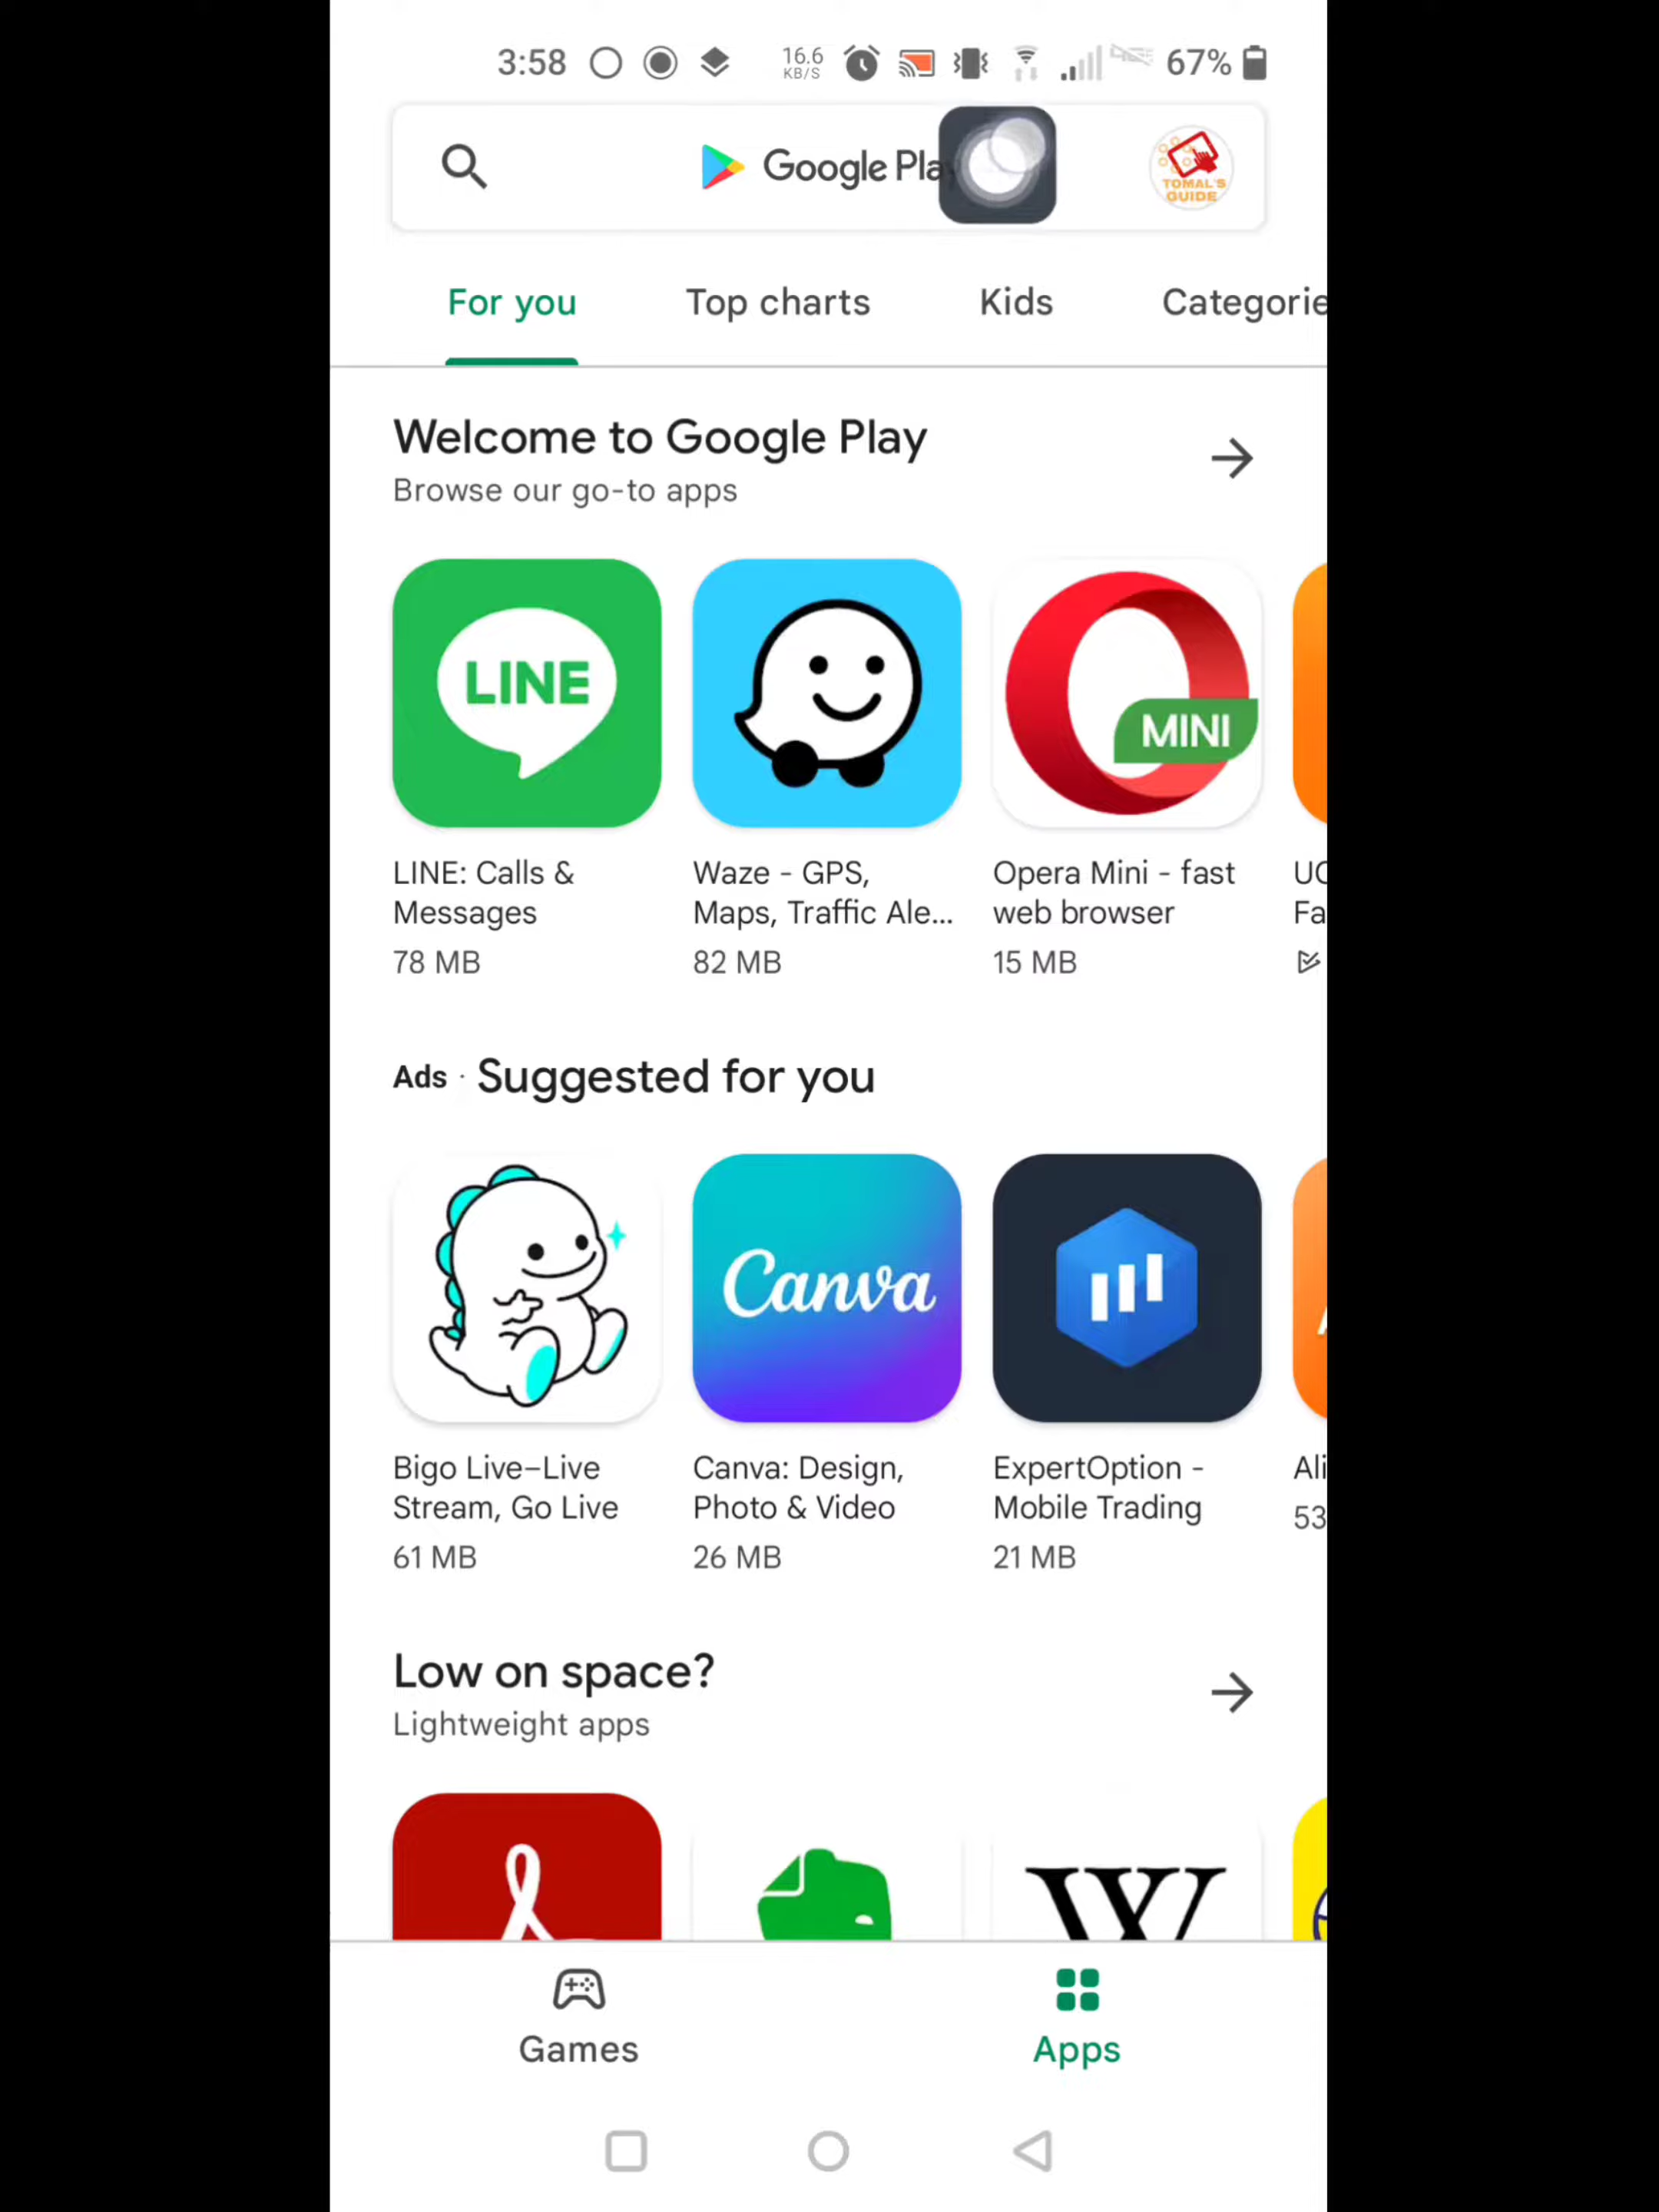 3:58 16.6 KB/S 67%
Google Pla
TOMAL'S
GUIDE
For you Top charts Kids Categorie
Welcome to Google Play
Browse our go-to apps
LINE
MINI
LINE: Calls & Waze - GPS, Opera Mini - fast UC
Messages Maps, Traffic Ale... web browser Fa
78 MB 82 MB 15 MB
Ads · Suggested for you
Canva
Bigo Live–Live Canva: Design, ExpertOption - Ali
Stream, Go Live Photo & Video Mobile Trading 53
61 MB 26 MB 21 MB
Low on space?
Lightweight apps
W
Games Apps